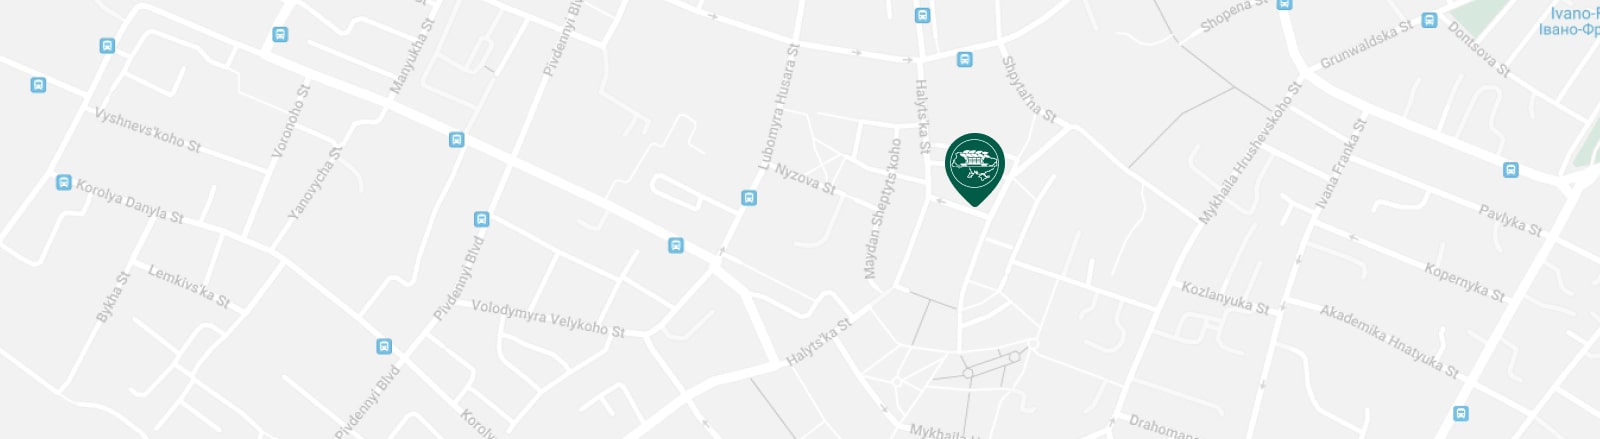 Shopena St
Ivano-F
Івано-Фр
Grunwaldska St
Dontsova St
Pivdennyi Blv
Manyukha St
Lubomyra Husara St
Halyts'ka St
Shpytal'na St
Vyshnevs'koho St
Voronoho St
Yanovycha St
Mykhaila Hrushevskoho St
Ivana Franka St
Maydan Sheptyts'koho
Nyzova St
Korolya Danyla St
Pavlyka St
Lemkivs'ka St
Bykha St
Pivdennyi Blvd
Kopernyka St
Kozlanyuka St
Volodymyra Velykoho St
Akademika Hnatyuka St
Halyts'ka St
Pivdennyi Blvd
Korolv
Mykhaila H
Drahoman